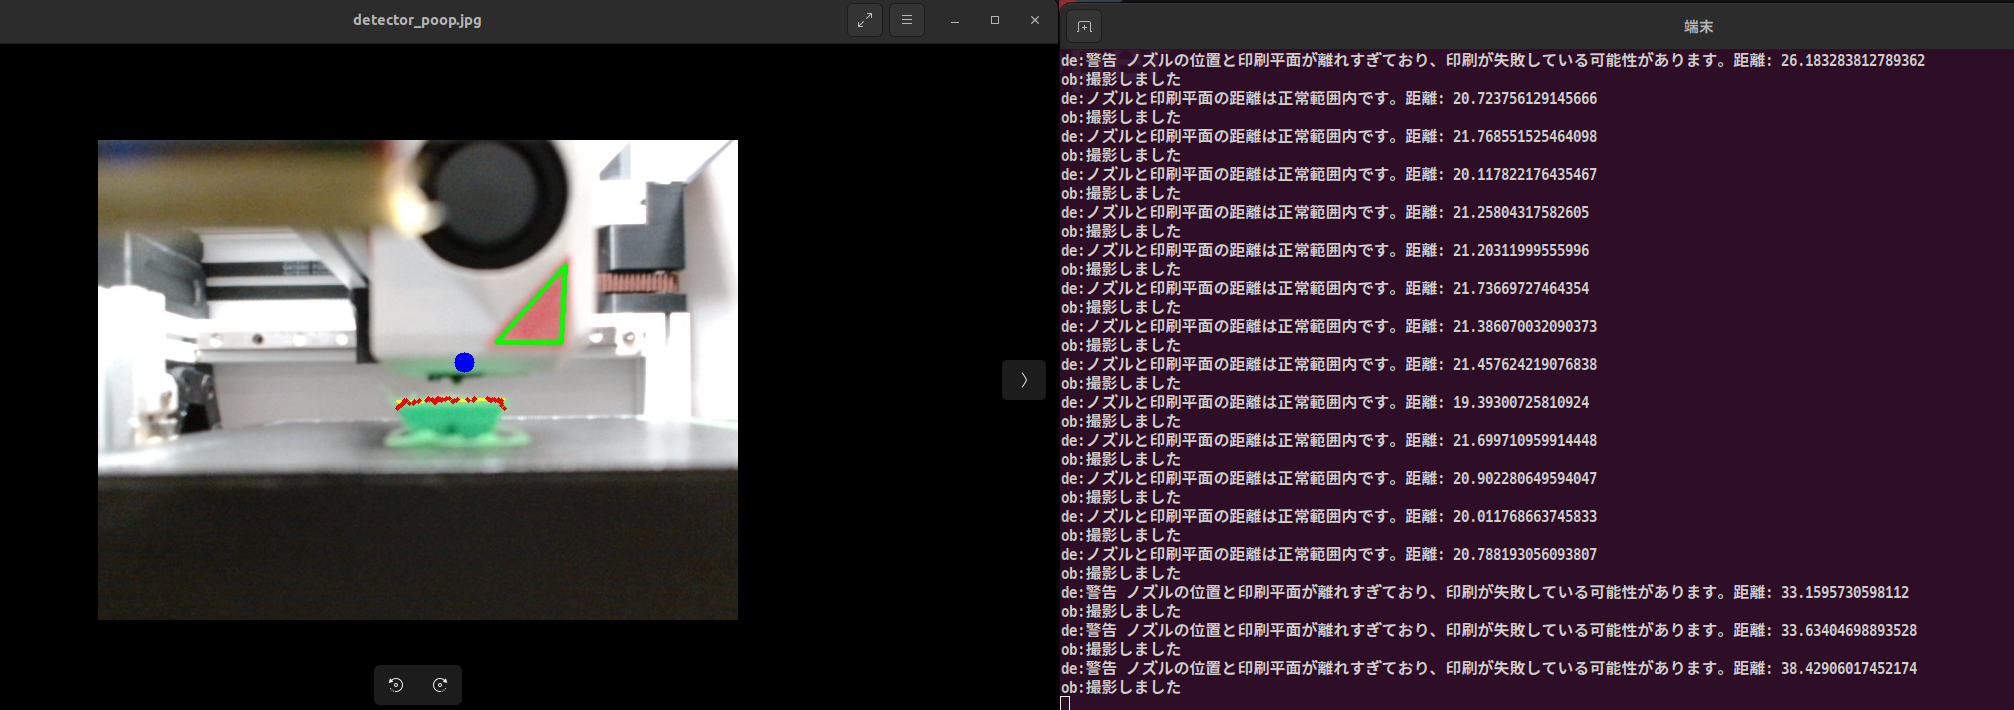 detector_poop.jpg
端末
de:警告 ノズルの位置と印刷平面が離れすぎており、印刷が失敗している可能性があります。距離: 26.183283812789362
ob:撮影しました
de:ノズルと印刷平面の距離は正常範囲内です。距離: 20.723756129145666
ob:撮影しました
de:ノズルと印刷平面の距離は正常範囲内です。距離: 21.768551525464098
ob:撮影しました
de:ノズルと印刷平面の距離は正常範囲内です。距離: 20.117822176435467
ob:撮影しました
de:ノズルと印刷平面の距離は正常範囲内です。距離: 21.25804317582605
ob:撮影しました
de:ノズルと印刷平面の距離は正常範囲内です。距離: 21.20311999555996
ob:撮影しました
de:ノズルと印刷平面の距離は正常範囲内です。距離: 21.73669727464354
ob:撮影しました
de:ノズルと印刷平面の距離は正常範囲内です。距離: 21.386070032090373
ob:撮影しました
de:ノズルと印刷平面の距離は正常範囲内です。距離: 21.457624219076838
ob:撮影しました
de:ノズルと印刷平面の距離は正常範囲内です。距離: 19.39300725810924
ob:撮影しました
de:ノズルと印刷平面の距離は正常範囲内です。距離: 21.699710959914448
ob:撮影しました
de:ノズルと印刷平面の距離は正常範囲内です。距離: 20.902280649594047
ob:撮影しました
de:ノズルと印刷平面の距離は正常範囲内です。距離: 20.011768663745833
ob:撮影しました
de:ノズルと印刷平面の距離は正常範囲内です。距離: 20.788193056093807
ob:撮影しました
de:警告 ノズルの位置と印刷平面が離れすぎており、印刷が失敗している可能性があります。距離: 33.1595730598112
ob:撮影しました
de:警告 ノズルの位置と印刷平面が離れすぎており、印刷が失敗している可能性があります。距離: 33.63404698893528
ob:撮影しました
de:警告 ノズルの位置と印刷平面が離れすぎており、印刷が失敗している可能性があります。距離: 38.42906017452174
ob:撮影しました